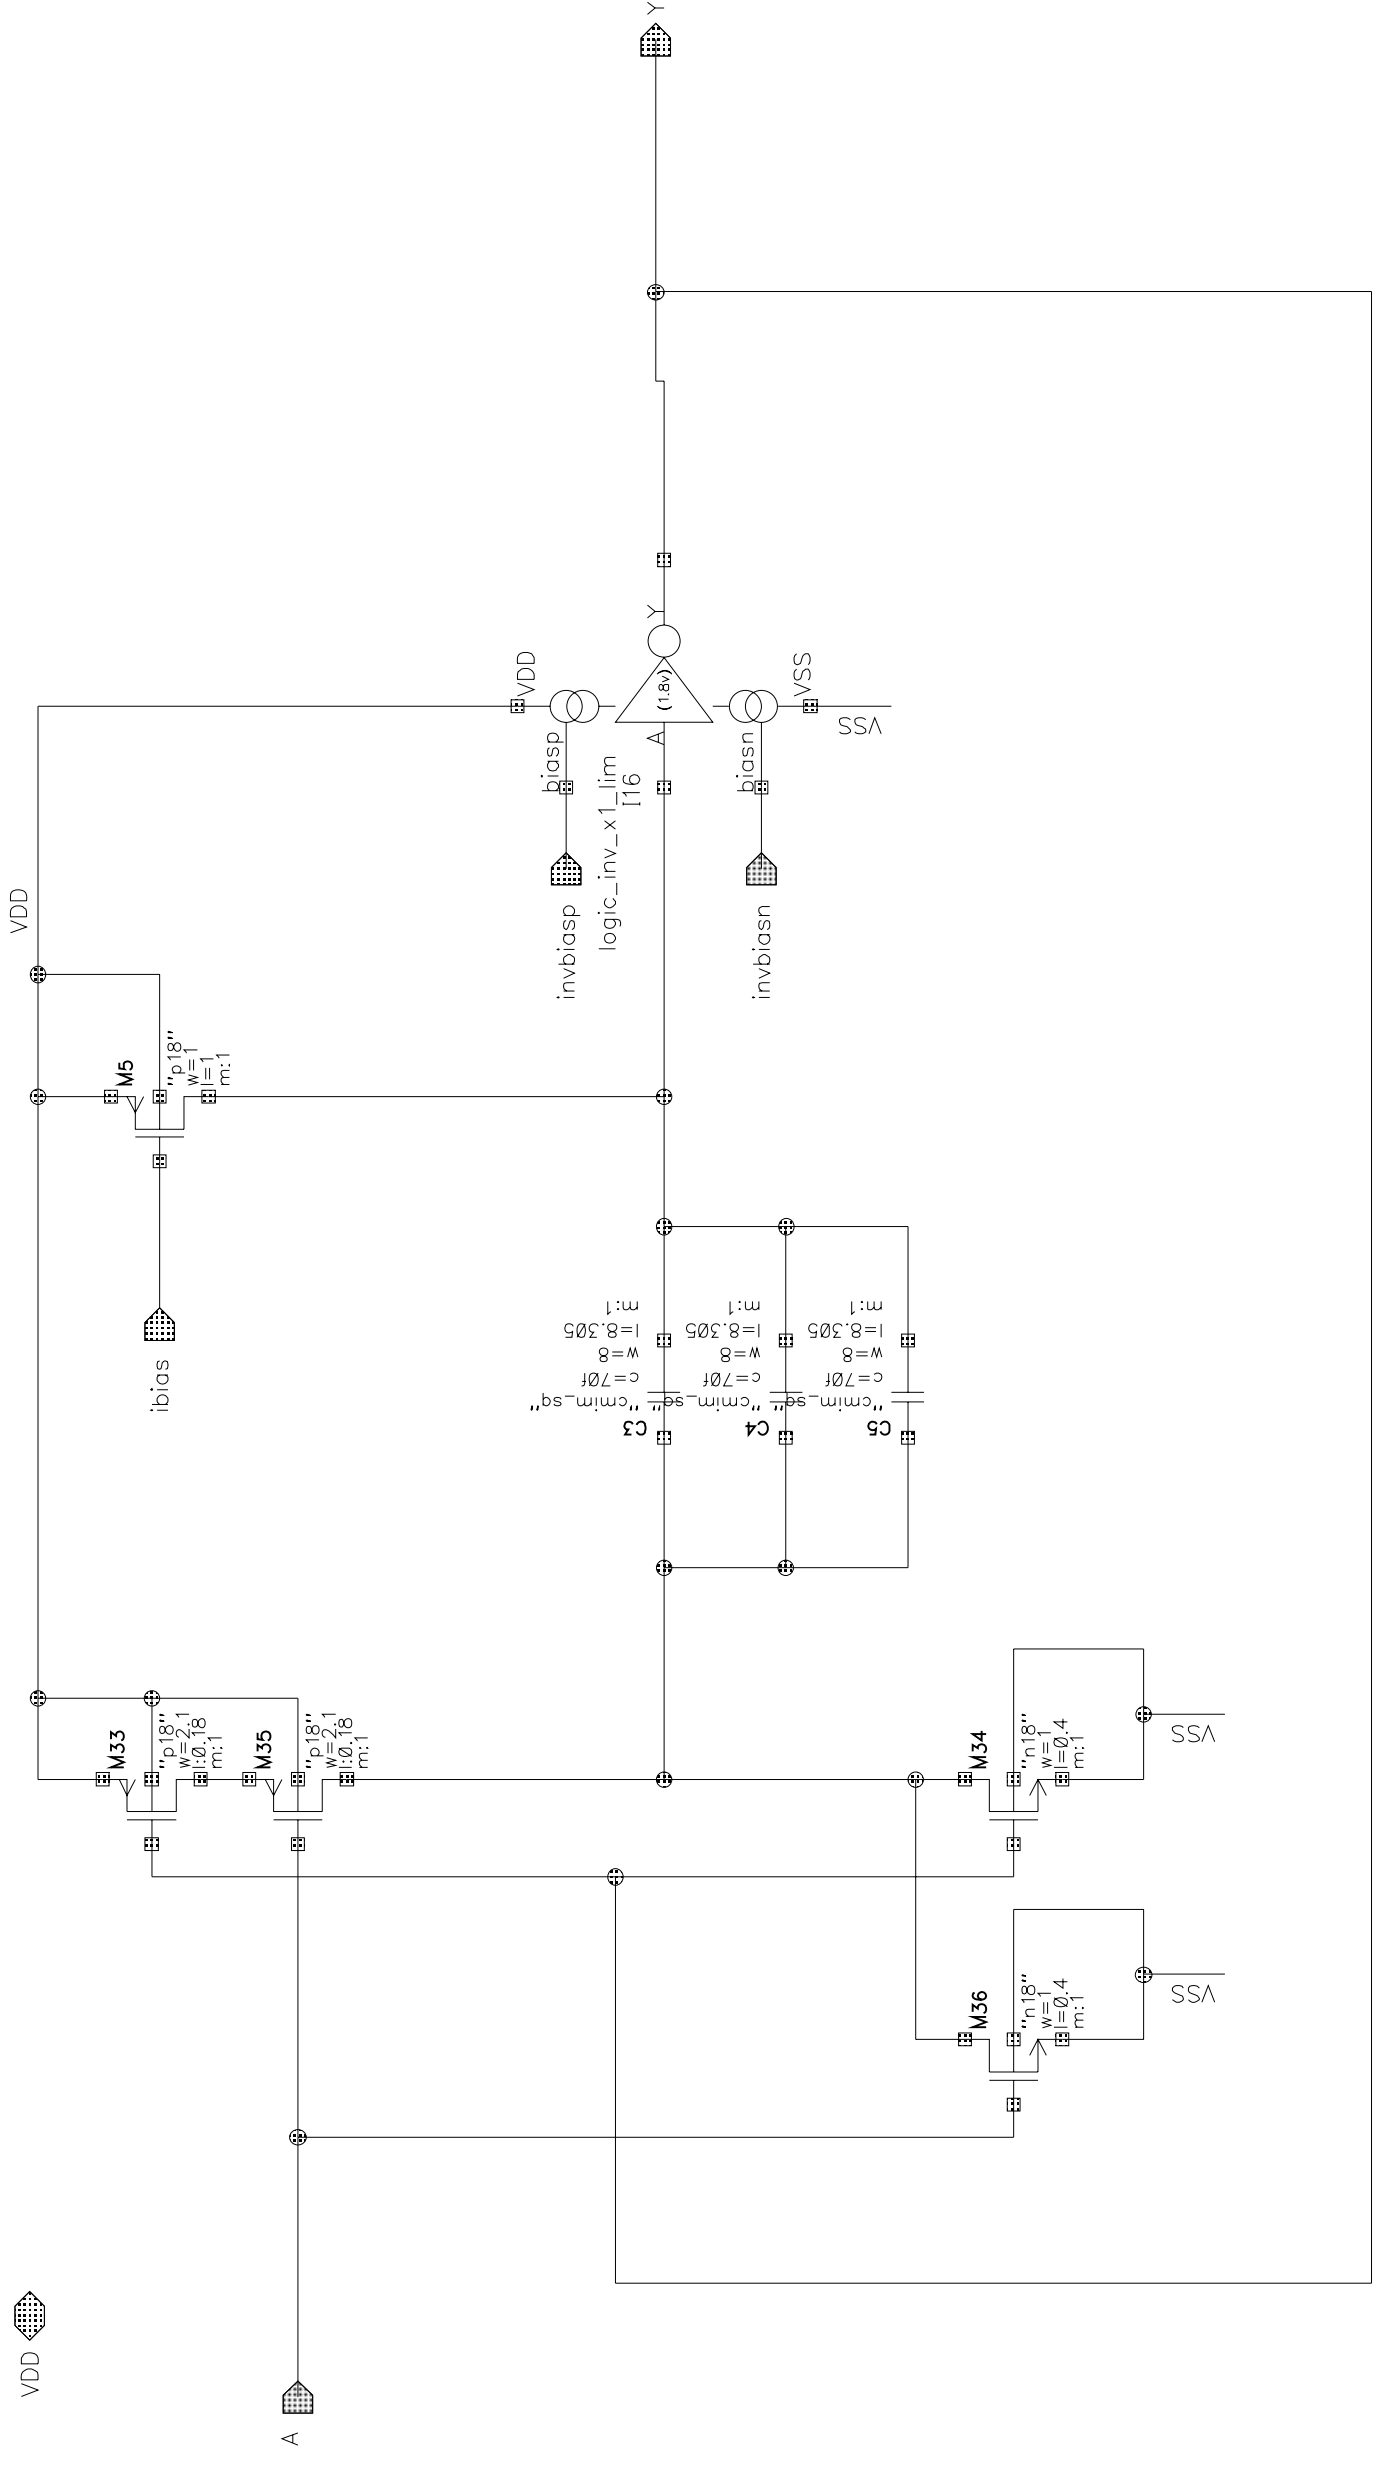 Y
VDD
VDD
VSS
VSS
Y
(1.8v)
A
biasp
biasn
logic_inv_x1_lim
I16
invbiasp
invbiasn
M5
"p18"
w=1
l=1
m:1
ibias
C3
"cmim_sq"
c=70f
w=8
l=8.305
m:1
C4
"cmim_sq"
c=70f
w=8
l=8.305
m:1
C5
"cmim_sq"
c=70f
w=8
l=8.305
m:1
M33
"p18"
w=2.1
l:0.18
m:1
M35
"p18"
w=2.1
l:0.18
m:1
M34
"n18"
w=1
l=0.4
m:1
VSS
M36
"n18"
w=1
l=0.4
m:1
VSS
VDD
A